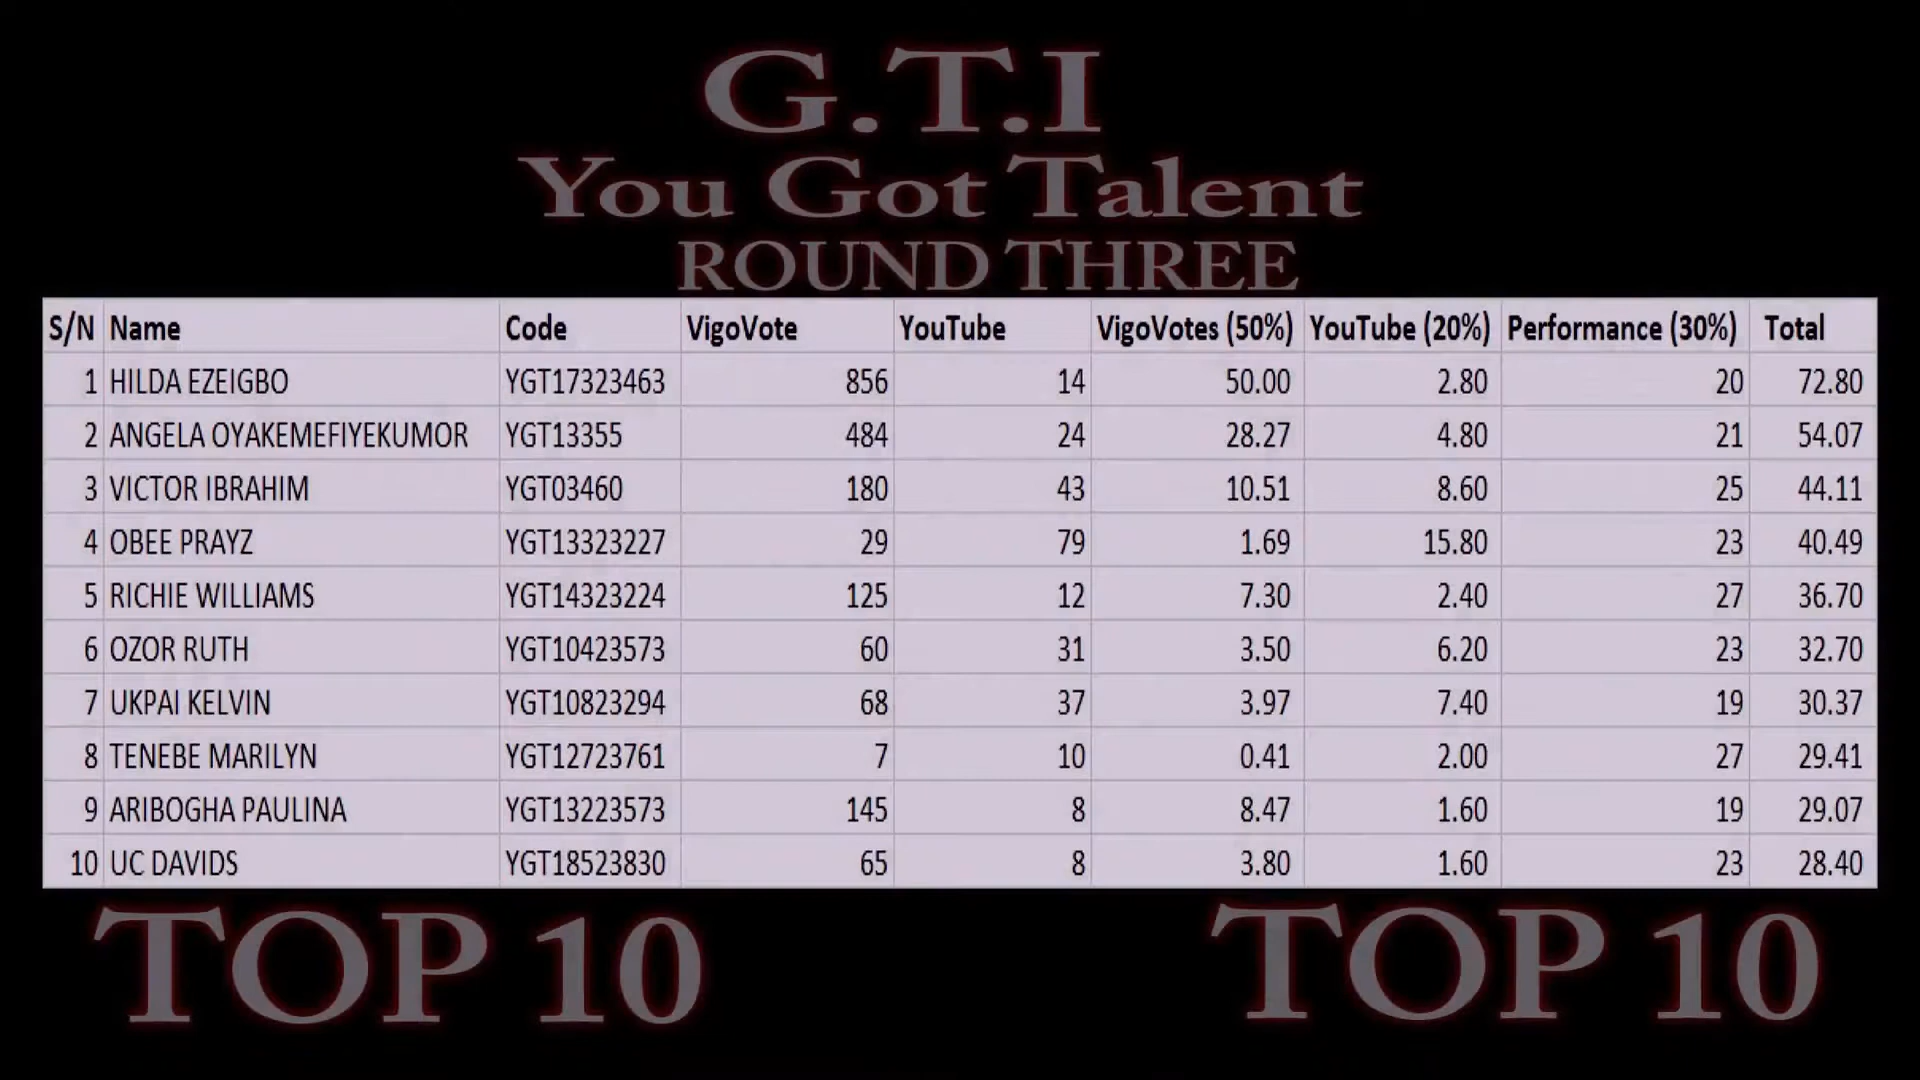 G.T.I
You Got Talent
ROUND THREE
S/N Name Code VigoVote YouTube VigoVotes (50%) YouTube (20%) Performance (30%) Total
1 HILDA EZEIGBO YGT17323463 856 14 50.00 2.80 20 72.80
2 ANGELA OYAKEMEFIYEKUMOR YGT13355 484 24 28.27 4.80 21 54.07
3 VICTOR IBRAHIM YGT03460 180 43 10.51 8.60 25 44.11
4 OBEE PRAYZ YGT13323227 29 79 1.69 15.80 23 40.49
5 RICHIE WILLIAMS YGT14323224 125 12 7.30 2.40 27 36.70
6 OZOR RUTH YGT10423573 60 31 3.50 6.20 23 32.70
7 UKPAI KELVIN YGT10823294 68 37 3.97 7.40 19 30.37
8 TENEBE MARILYN YGT12723761 7 10 0.41 2.00 27 29.41
9 ARIBOGHA PAULINA YGT13223573 145 8 8.47 1.60 19 29.07
10 UC DAVIDS YGT18523830 65 8 3.80 1.60 23 28.40
TOP 10 TOP 10